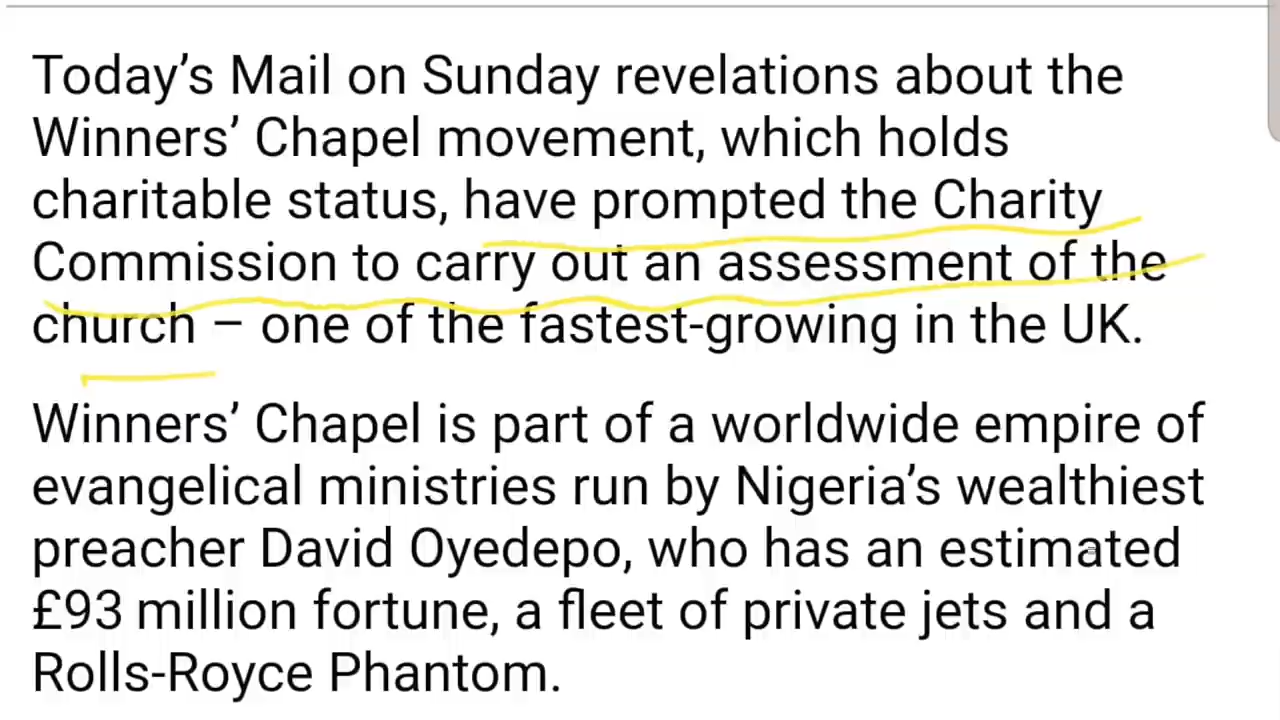 Today’s Mail on Sunday revelations about the
Winners’ Chapel movement, which holds
charitable status, have prompted the Charity
Commission to carry out an assessment of the
church – one of the fastest-growing in the UK.
Winners’ Chapel is part of a worldwide empire of
evangelical ministries run by Nigeria’s wealthiest
preacher David Oyedepo, who has an estimated
£93 million fortune, a fleet of private jets and a
Rolls-Royce Phantom.